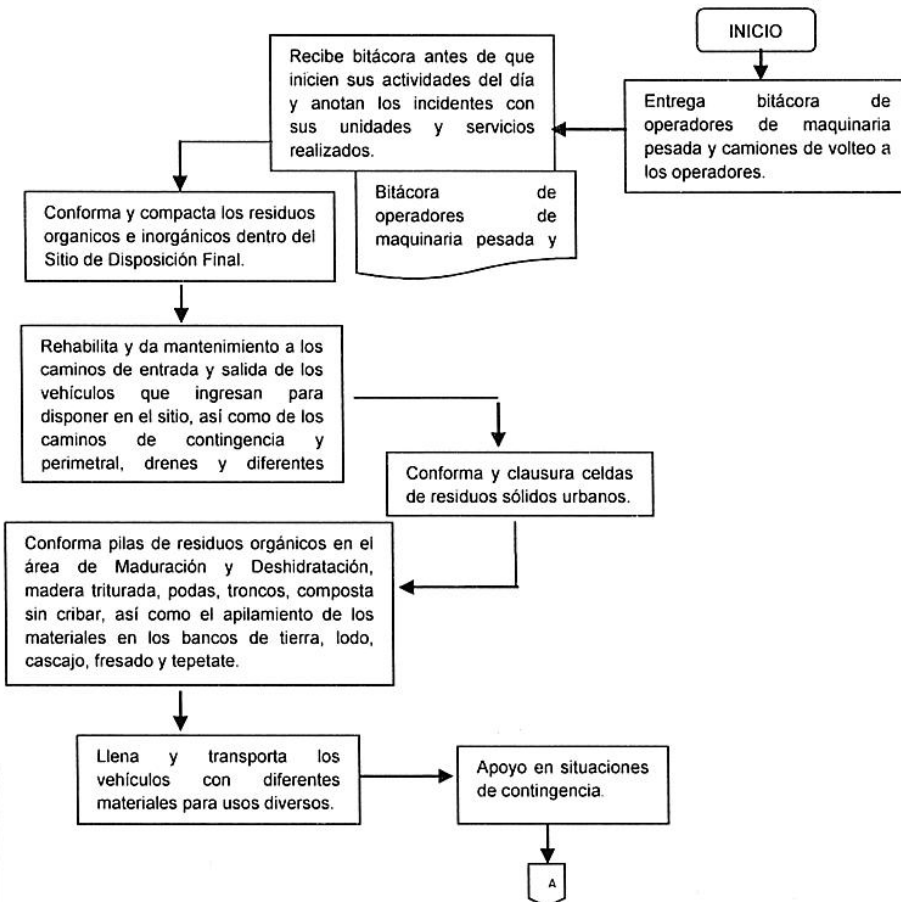 INICIO
Entrega bitácora de
operadores de maquinaria
pesada y camiones de volteo a
los operadores.
Recibe bitácora antes de que
inicien sus actividades del día
y anotan los incidentes con
sus unidades y servicios
realizados.
Bitácora de
operadores de
maquinaria pesada y
Conforma y compacta los residuos
organicos e inorgánicos dentro del
Sitio de Disposición Final.
Rehabilita y da mantenimiento a los
caminos de entrada y salida de los
vehículos que ingresan para
disponer en el sitio, así como de los
caminos de contingencia y
perimetral, drenes y diferentes
Conforma y clausura celdas
de residuos sólidos urbanos.
Conforma pilas de residuos orgánicos en el
área de Maduración y Deshidratación,
madera triturada, podas, troncos, composta
sin cribar, así como el apilamiento de los
materiales en los bancos de tierra, lodo,
cascajo, fresado y tepetate.
Llena y transporta los
vehículos con diferentes
materiales para usos diversos.
Apoyo en situaciones
de contingencia.
A